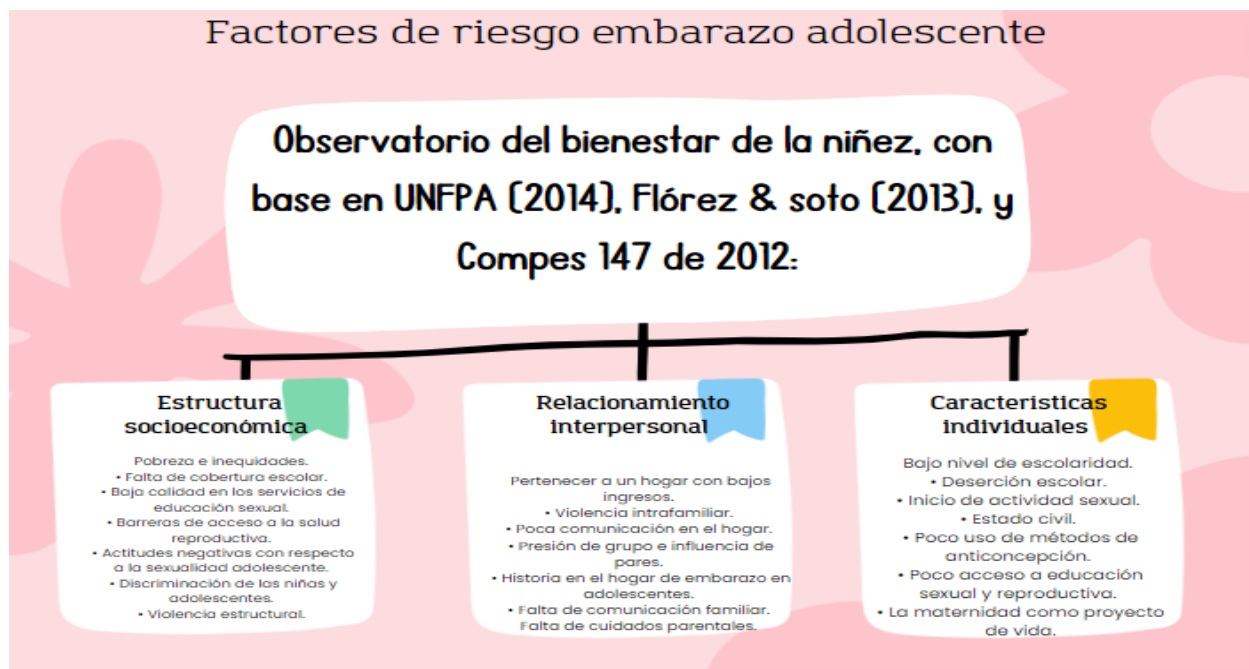 Factores de riesgo embarazo adolescente
Observatorio del bienestar de la niñez, con
base en UNFPA (2014), Flórez & soto (2013), y
Compes 147 de 2012:
Estructura
socioeconómica
Pobreza e inequidades.
• Falta de cobertura escolar.
• Baja calidad en los servicios de
educación sexual.
• Barreras de acceso a la salud
reproductiva.
• Actitudes negativas con respecto
a la sexualidad adolescente.
• Discriminación de las niñas y
adolescentes.
• Violencia estructural.
Relacionamiento
interpersonal
Pertenecer a un hogar con bajos
ingresos.
• Violencia intrafamiliar.
• Poca comunicación en el hogar.
• Presión de grupo e influencia de
pares.
• Historia en el hogar de embarazo en
adolescentes.
• Falta de comunicación familiar.
Falta de cuidados parentales.
Caracteristicas
individuales
Bajo nivel de escolaridad.
• Deserción escolar.
• Inicio de actividad sexual.
• Estado civil.
• Poco uso de métodos de
anticoncepción.
• Poco acceso a educación
sexual y reproductiva.
• La maternidad como proyecto
de vida.